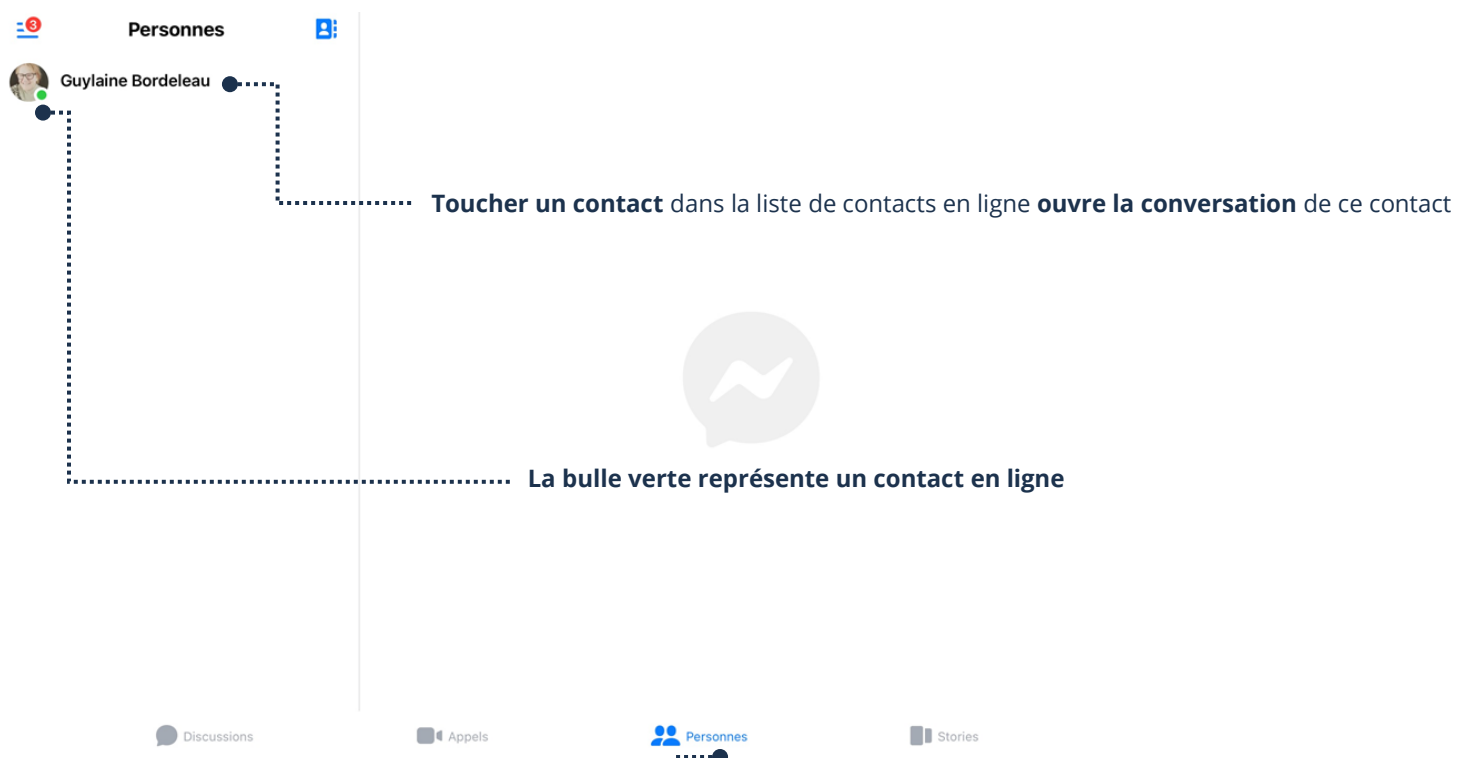 3
Personnes
Guylaine Bordeleau
Toucher un contact dans la liste de contacts en ligne ouvre la conversation de ce contact
La bulle verte représente un contact en ligne
Discussions
Appels
Personnes
Stories